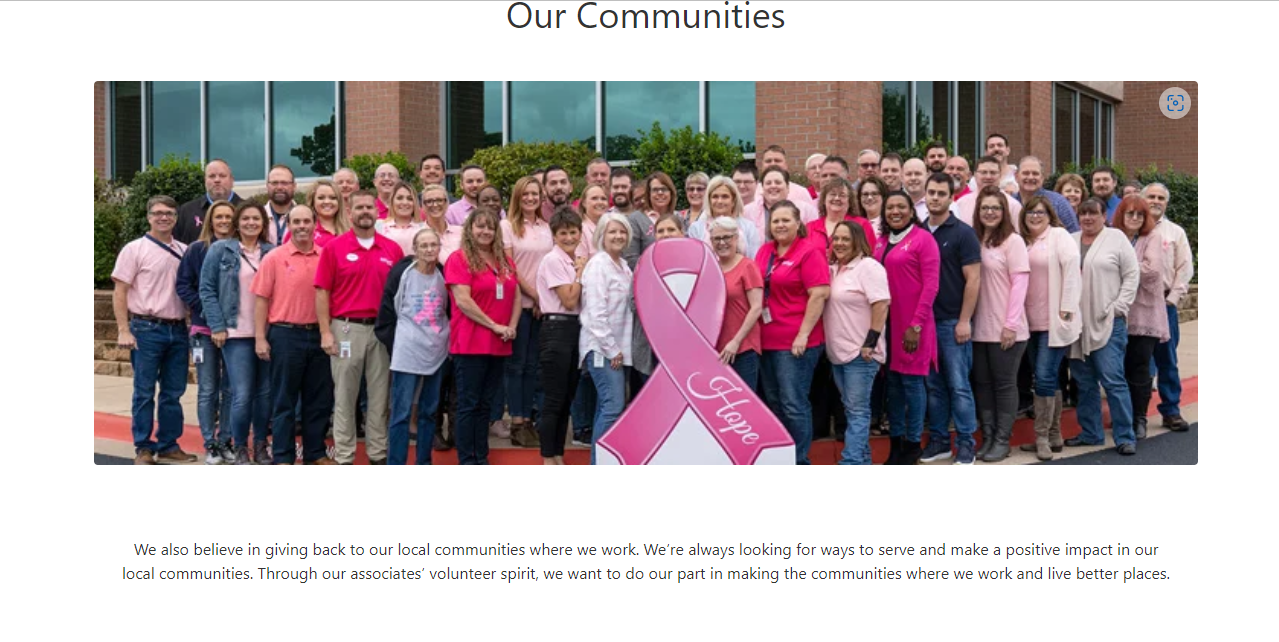 Our Communities
Hope
We also believe in giving back to our local communities where we work. We’re always looking for ways to serve and make a positive impact in our
local communities. Through our associates’ volunteer spirit, we want to do our part in making the communities where we work and live better places.